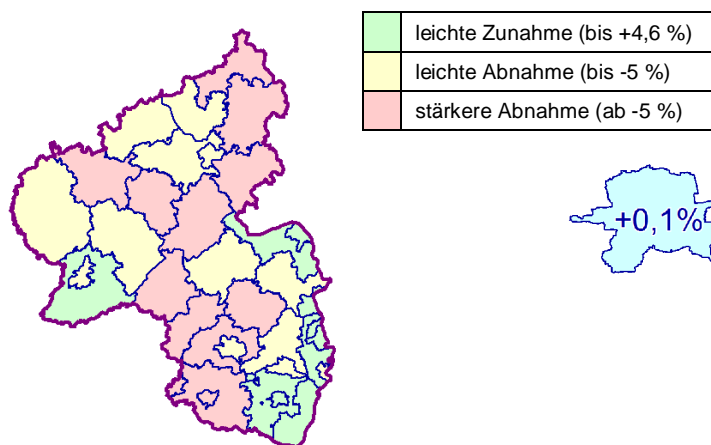 leichte Zunahme (bis +4,6 %)
leichte Abnahme (bis -5 %)
stärkere Abnahme (ab -5 %)
+0,1%